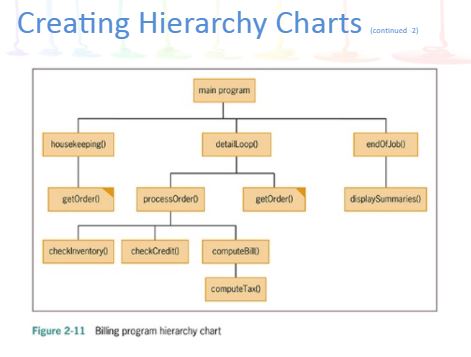 Creating Hierarchy Charts (continued 2)
main program
housekeeping() detailLoop() endOfJob()
getOrder() processOrder() getOrder() displaySummaries()
checkInventory() checkCredit() computeBill()
computeTax()
Figure 2-11 Billing program hierarchy chart